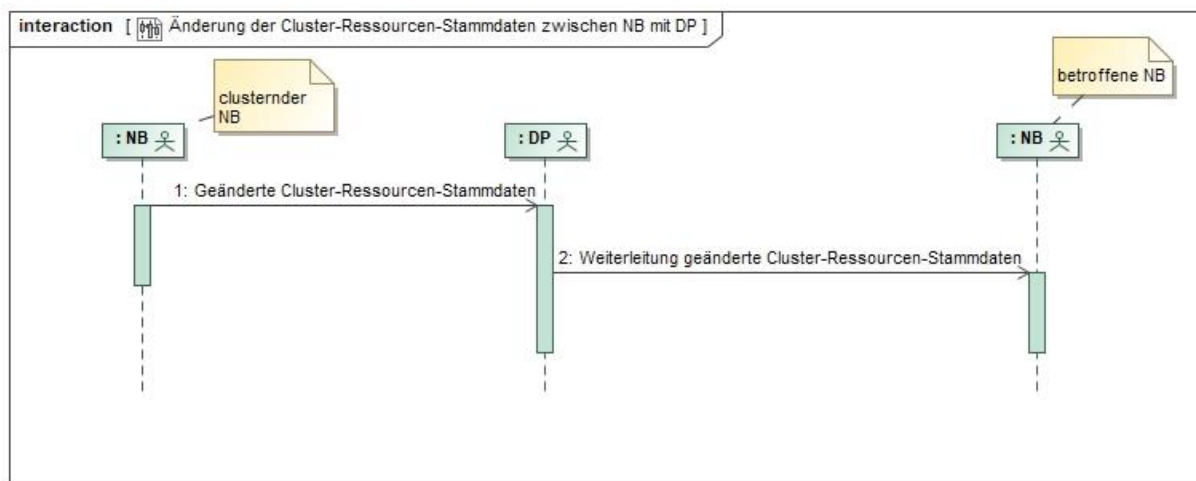 interaction [ Änderung der Cluster-Ressourcen-Stammdaten zwischen NB mit DP ]
clusternder
NB
betroffene NB
: NB
: DP
: NB
1: Geänderte Cluster-Ressourcen-Stammdaten
2: Weiterleitung geänderte Cluster-Ressourcen-Stammdaten